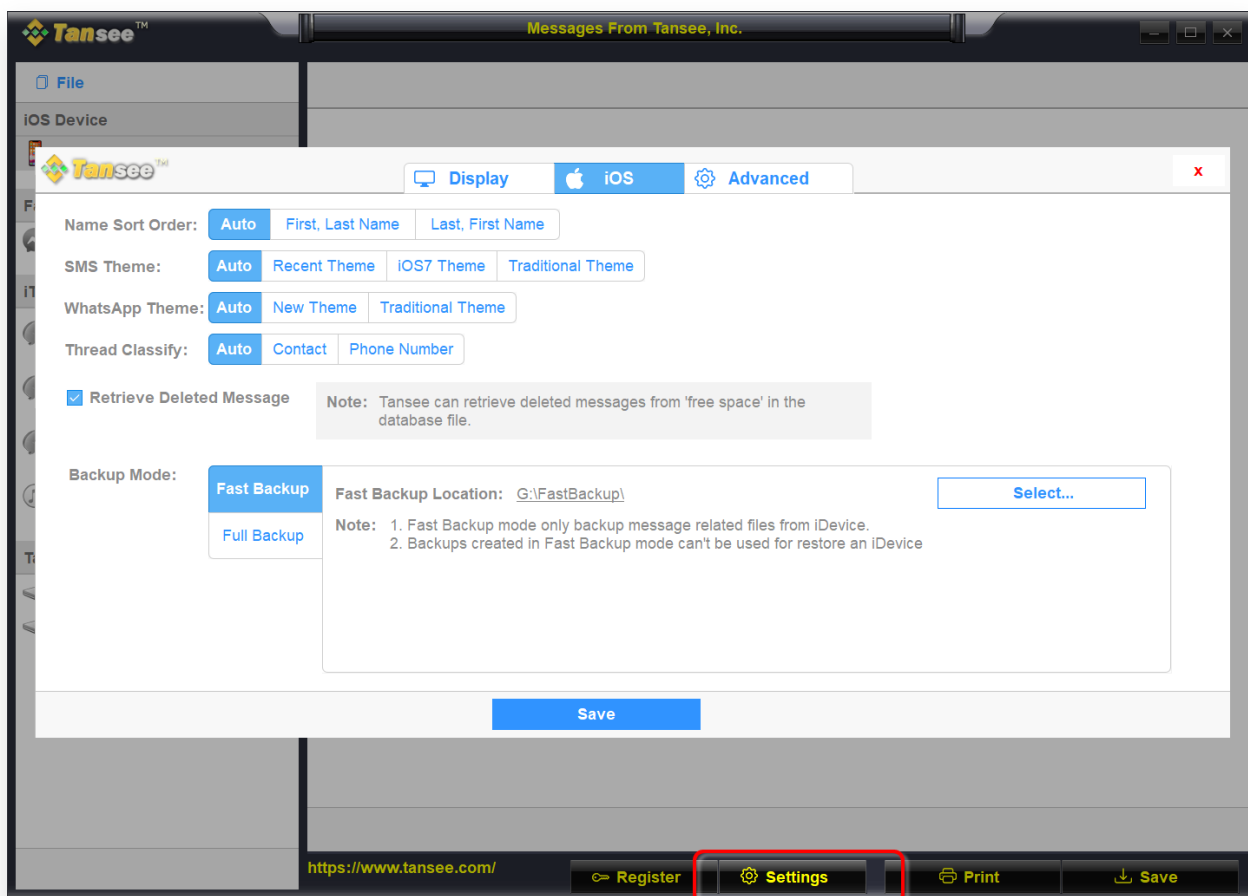 Tansee™
Messages From Tansee, Inc.
File
iOS Device
Tansee™
Display
iOS
Advanced
x
Name Sort Order: Auto First, Last Name Last, First Name
SMS Theme: Auto Recent Theme iOS7 Theme Traditional Theme
WhatsApp Theme: Auto New Theme Traditional Theme
Thread Classify: Auto Contact Phone Number
Retrieve Deleted Message
Note: Tansee can retrieve deleted messages from 'free space' in the
database file.
Backup Mode:
Fast Backup
Full Backup
Fast Backup Location: G:\FastBackup\
Select...
Note: 1. Fast Backup mode only backup message related files from iDevice.
2. Backups created in Fast Backup mode can't be used for restore an iDevice
Save
https://www.tansee.com/
Register
Settings
Print
Save